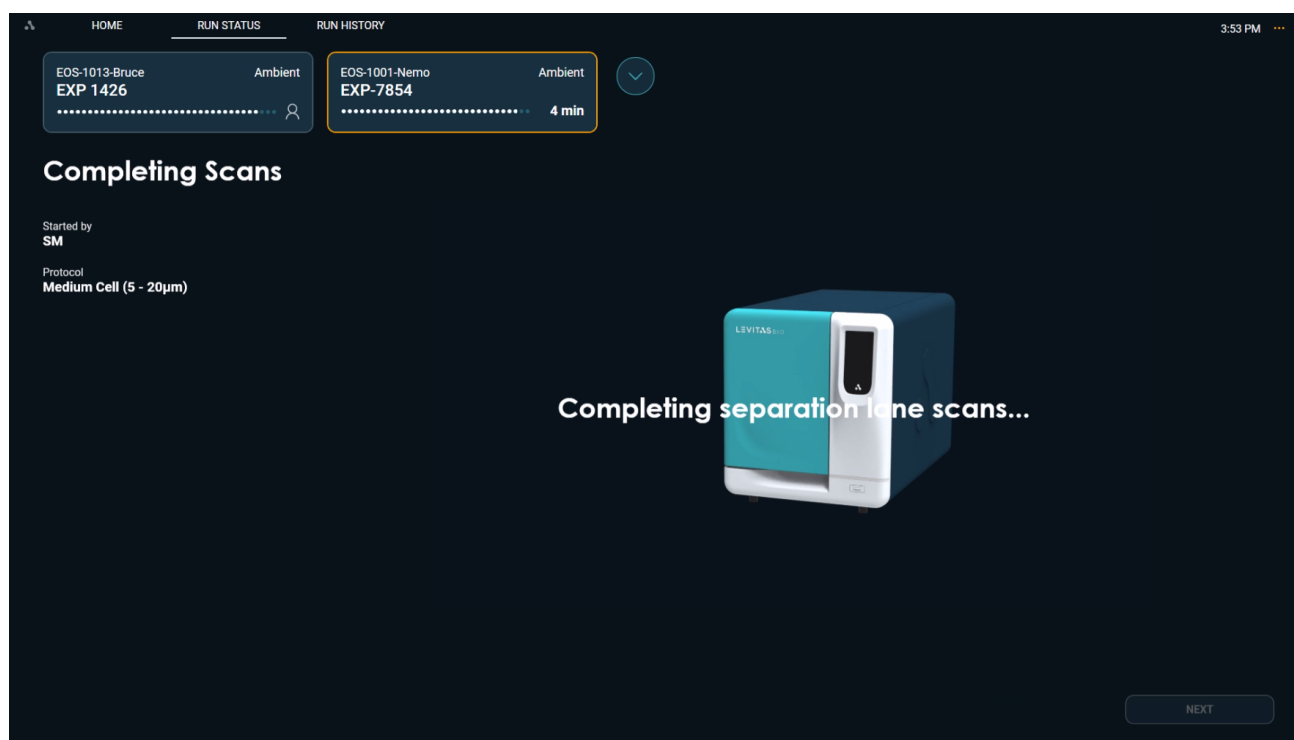 HOME RUN STATUS RUN HISTORY 3:53 PM
EOS-1013-Bruce Ambient
EXP 1426
EOS-1001-Nemo Ambient
EXP-7854
4 min
Completing Scans
Started by
SM
Protocol
Medium Cell (5 - 20µm)
LEVITAS BIO
Completing separation lane scans...
NEXT